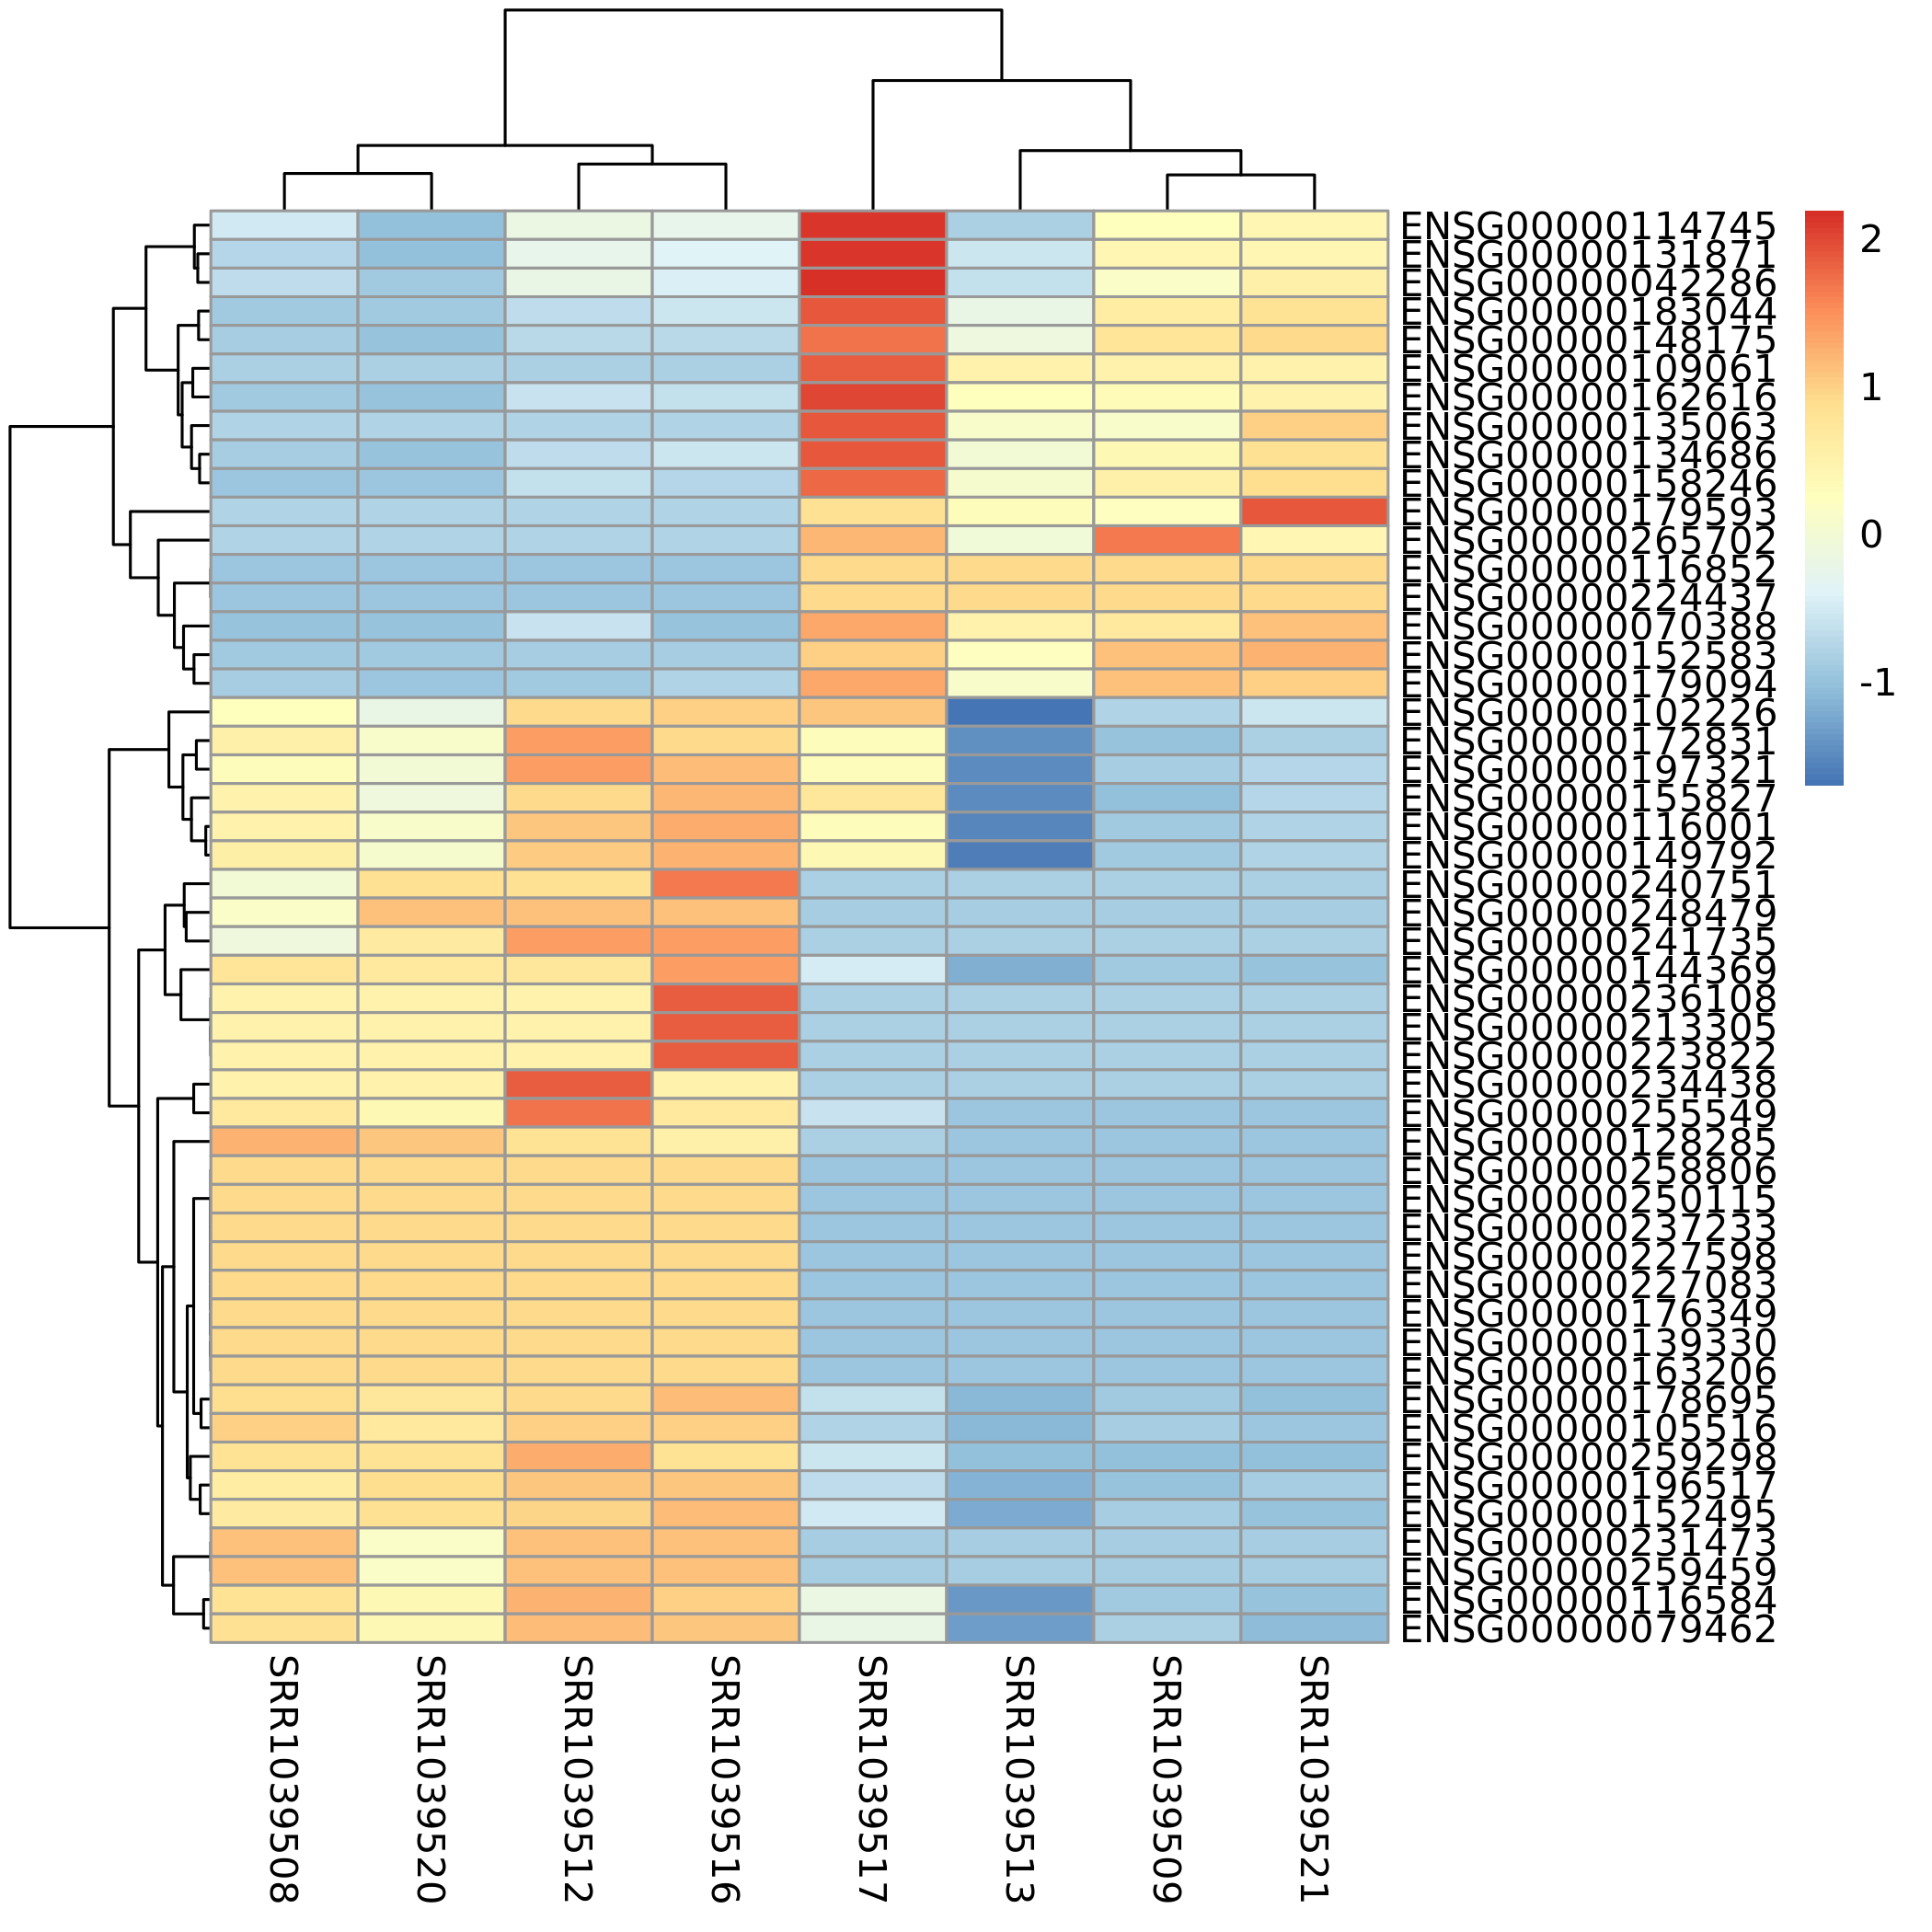 ENSG00000114745
ENSG00000131871
ENSG00000042286
ENSG00000183044
ENSG00000148175
ENSG00000109061
ENSG00000162616
ENSG00000135063
ENSG00000134686
ENSG00000158246
ENSG00000179593
ENSG00000265702
ENSG00000116852
ENSG00000224437
ENSG00000070388
ENSG00000152583
ENSG00000179094
ENSG00000102226
ENSG00000172831
ENSG00000197321
ENSG00000155827
ENSG00000116001
ENSG00000149792
ENSG00000240751
ENSG00000248479
ENSG00000241735
ENSG00000144369
ENSG00000236108
ENSG00000213305
ENSG00000223822
ENSG00000234438
ENSG00000255549
ENSG00000128285
ENSG00000258806
ENSG00000250115
ENSG00000237233
ENSG00000227598
ENSG00000227083
ENSG00000176349
ENSG00000139330
ENSG00000163206
ENSG00000178695
ENSG00000105516
ENSG00000259298
ENSG00000196517
ENSG00000152495
ENSG00000231473
ENSG00000259459
ENSG00000116584
ENSG00000079462
2
1
0
-1
SRR1039508
SRR1039520
SRR1039512
SRR1039516
SRR1039517
SRR1039513
SRR1039509
SRR1039521